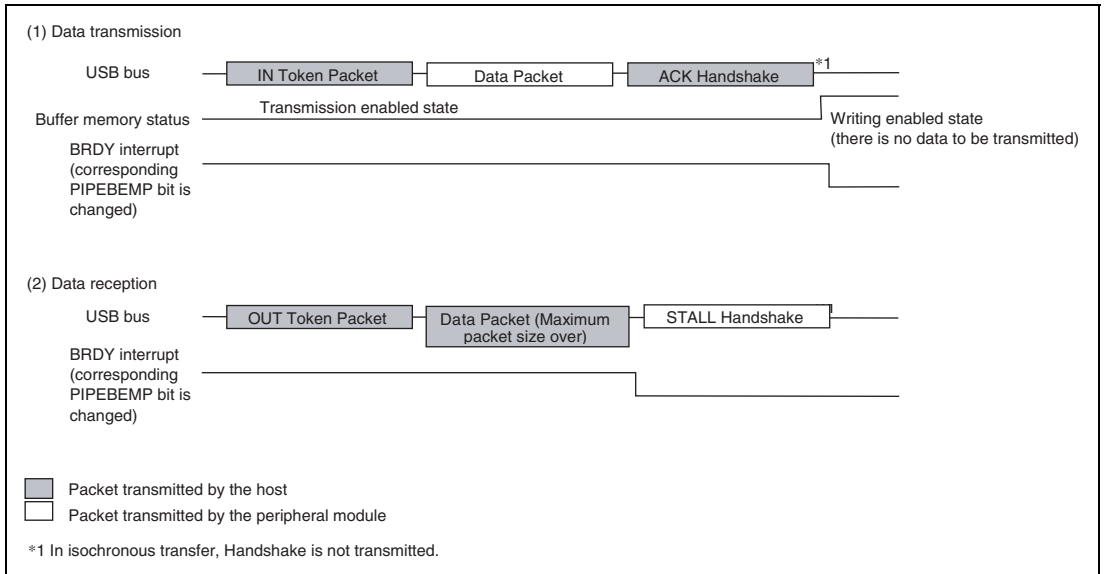 (1) Data transmission
USB bus
IN Token Packet
Data Packet
ACK Handshake
*1
Buffer memory status
Transmission enabled state
Writing enabled state
(there is no data to be transmitted)
BRDY interrupt
(corresponding
PIPEBEMP bit is
changed)
(2) Data reception
USB bus
OUT Token Packet
Data Packet (Maximum
packet size over)
STALL Handshake
BRDY interrupt
(corresponding
PIPEBEMP bit is
changed)
Packet transmitted by the host
Packet transmitted by the peripheral module
*1 In isochronous transfer, Handshake is not transmitted.